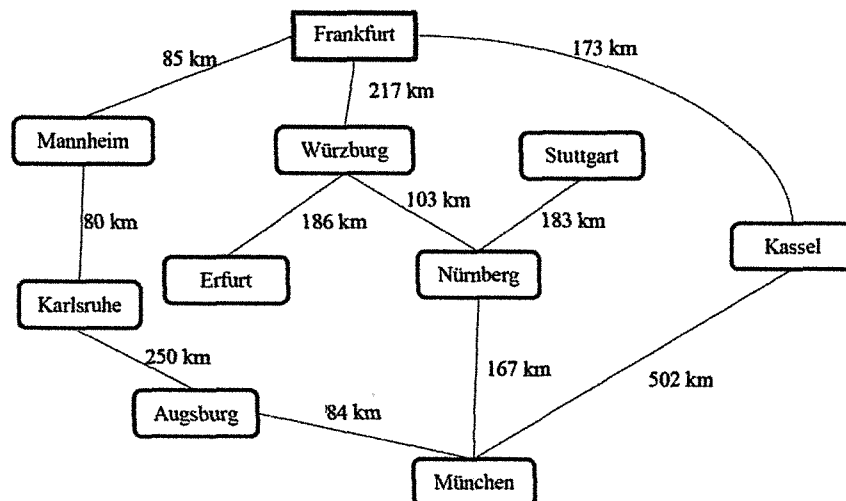 Frankfurt
85 km
173 km
217 km
Mannheim
Würzburg
Stuttgart
80 km
186 km
103 km
183 km
Kassel
Erfurt
Nürnberg
Karlsruhe
250 km
167 km
502 km
Augsburg
84 km
München